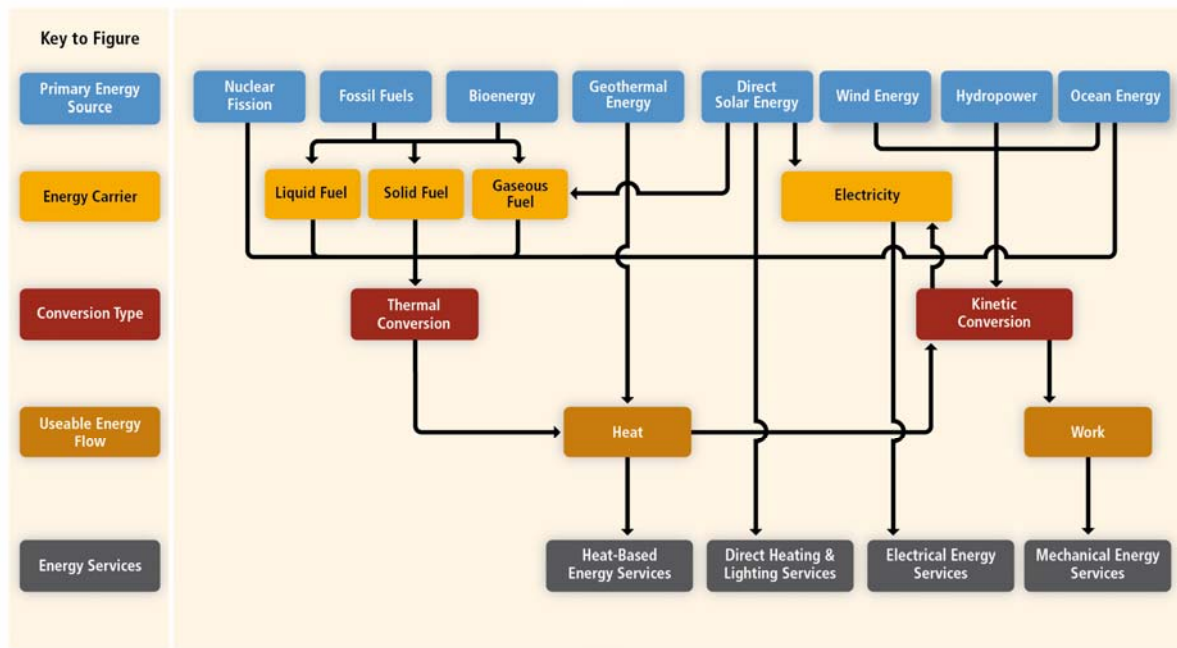 Key to Figure
Primary Energy
Source
Nuclear
Fission
Fossil Fuels
Bioenergy
Geothermal
Energy
Direct
Solar Energy
Wind Energy
Hydropower
Ocean Energy
Energy Carrier
Liquid Fuel
Solid Fuel
Gaseous
Fuel
Electricity
Conversion Type
Thermal
Conversion
Kinetic
Conversion
Useable Energy
Flow
Heat
Work
Energy Services
Heat-Based
Energy Services
Direct Heating &
Lighting Services
Electrical Energy
Services
Mechanical Energy
Services